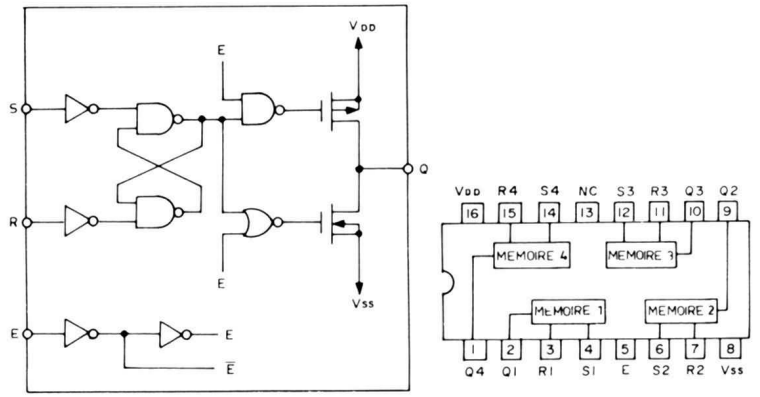 VDD
E
S
Q
R
E
VSS
E
E
E̅
VDD R4 S4 NC S3 R3 Q3 Q2
16 15 14 13 12 11 10 9
MEMOIRE 4 MEMOIRE 3
MEMOIRE 1 MEMOIRE 2
1 2 3 4 5 6 7 8
Q4 Q1 R1 S1 E S2 R2 VSS